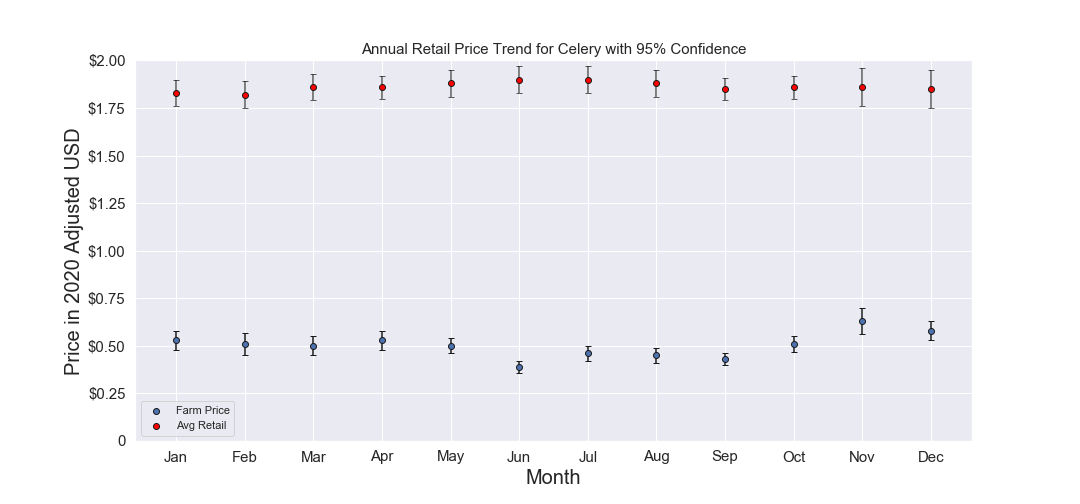 Annual Retail Price Trend for Celery with 95% Confidence
Price in 2020 Adjusted USD
$2.00
$1.75
$1.50
$1.25
$1.00
$0.75
$0.50
$0.25
0
Farm Price
Avg Retail
Jan Feb Mar Apr May Jun Jul Aug Sep Oct Nov Dec
Month